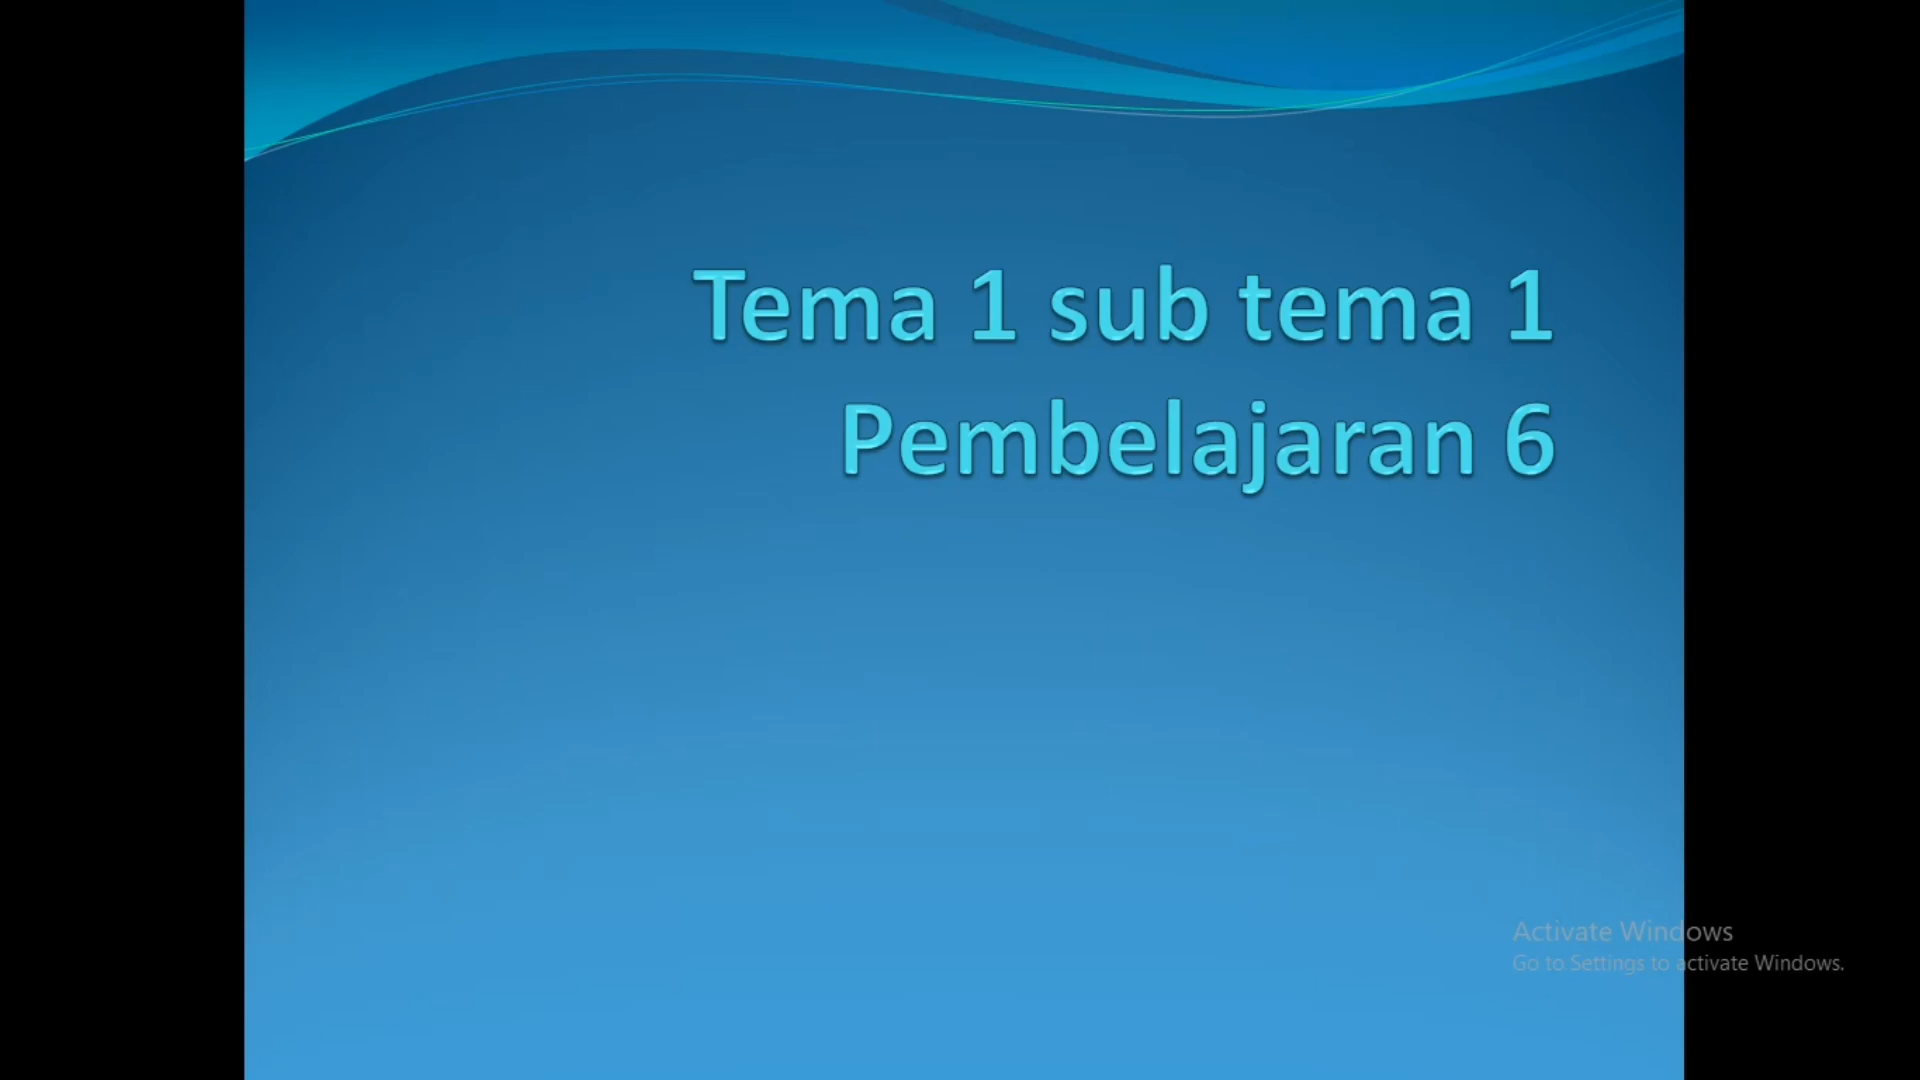 Tema 1 sub tema 1
Pembelajaran 6
Activate Windows
Go to Settings to activate Windows.